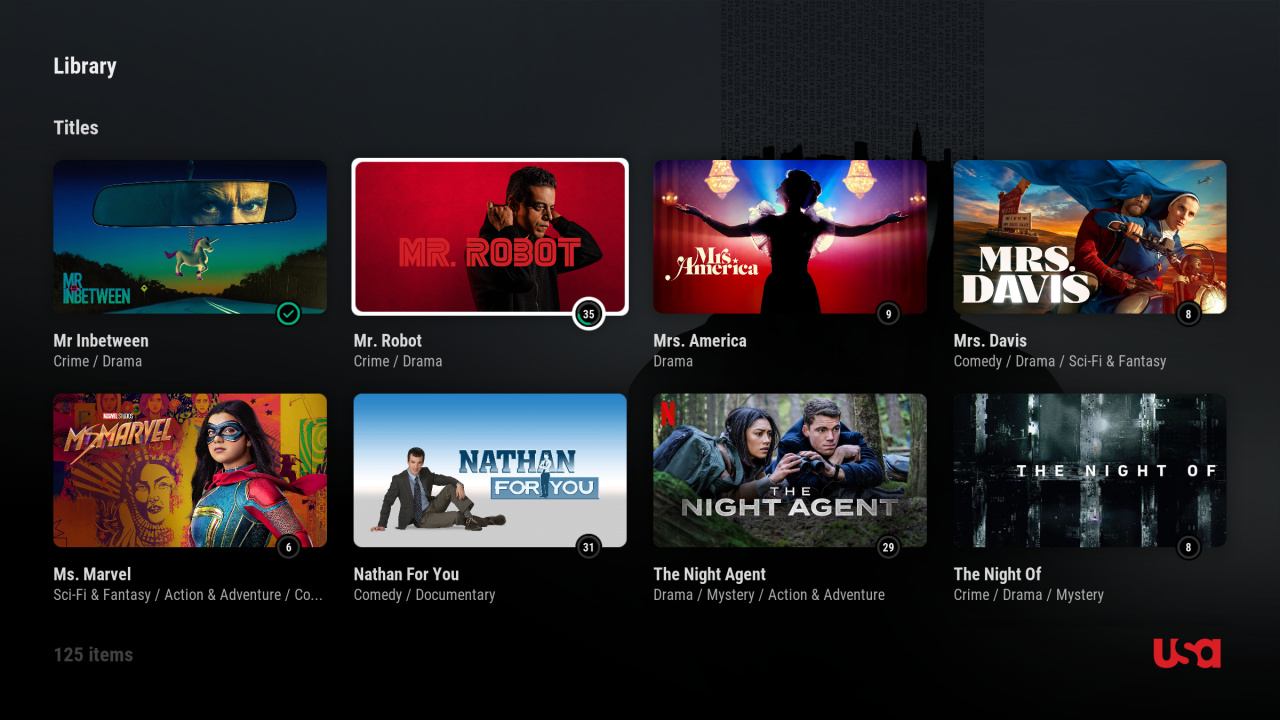 Library
Titles
MR
INBETWEEN
MR. ROBOT
35
Mrs. America
9
MRS.
DAVIS
8
Mr Inbetween
Crime / Drama
Mr. Robot
Crime / Drama
Mrs. America
Drama
Mrs. Davis
Comedy / Drama / Sci-Fi & Fantasy
MARVEL STUDIOS
MS. MARVEL
6
NATHAN
FOR YOU
31
N
THE
NIGHT AGENT
29
THE NIGHT OF
8
Ms. Marvel
Sci-Fi & Fantasy / Action & Adventure / Co...
Nathan For You
Comedy / Documentary
The Night Agent
Drama / Mystery / Action & Adventure
The Night Of
Crime / Drama / Mystery
125 items
usa